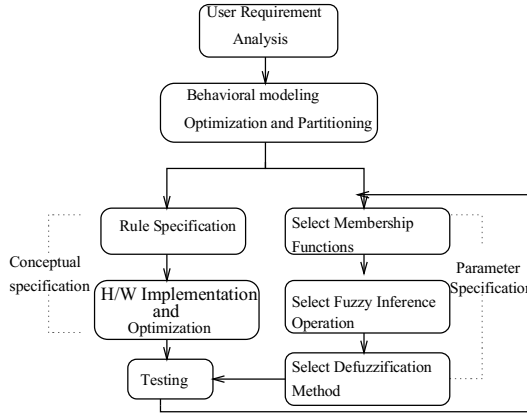 User Requirement
Analysis
Behavioral modeling
Optimization and Partitioning
Rule Specification
Select Membership
Functions
Conceptual
specification
Parameter
Specification
H/W Implementation
and
Optimization
Select Fuzzy Inference
Operation
Testing
Select Defuzzification
Method